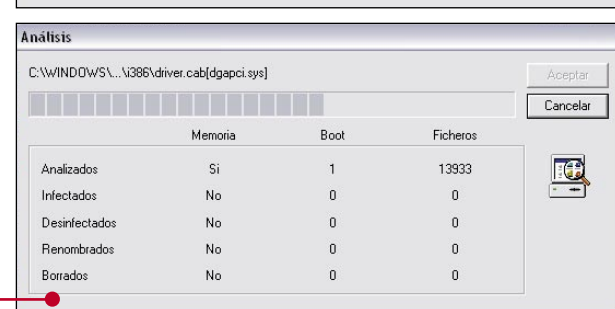 Análisis
C:\WINDOWS\...\i386\driver.cab[dgapci.sys]
Aceptar
Cancelar
Memoria Boot Ficheros
Analizados Si 1 13933
Infectados No 0 0
Desinfectados No 0 0
Renombrados No 0 0
Borrados No 0 0